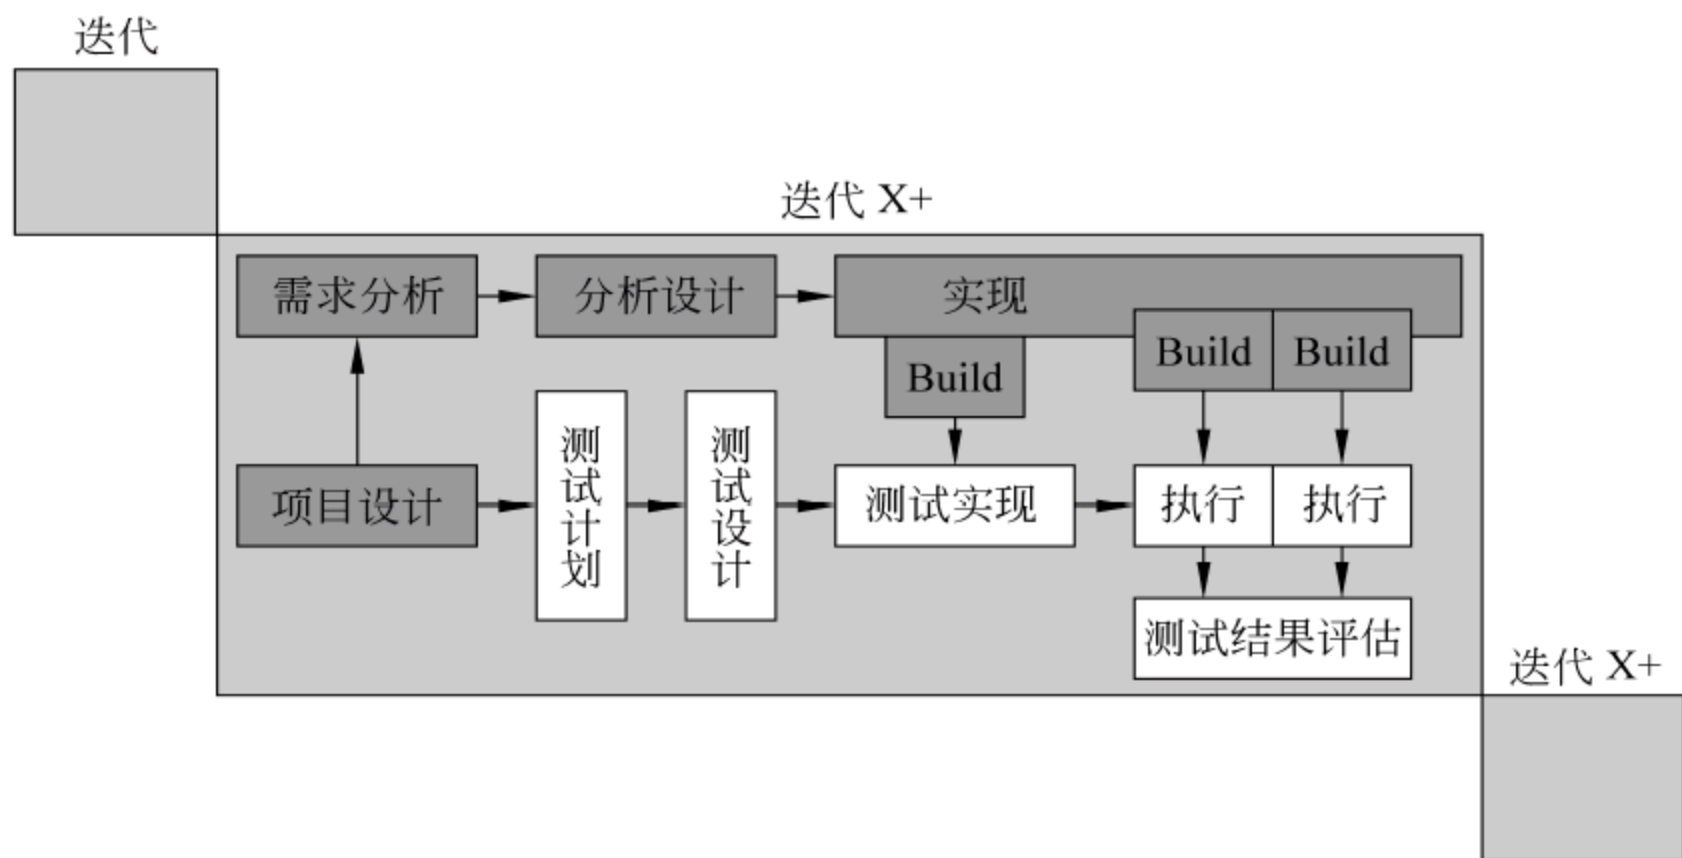 迭代
迭代 X+
需求分析
分析设计
实现
Build
Build
Build
项目设计
测试计划
测试设计
测试实现
执行
执行
测试结果评估
迭代 X+